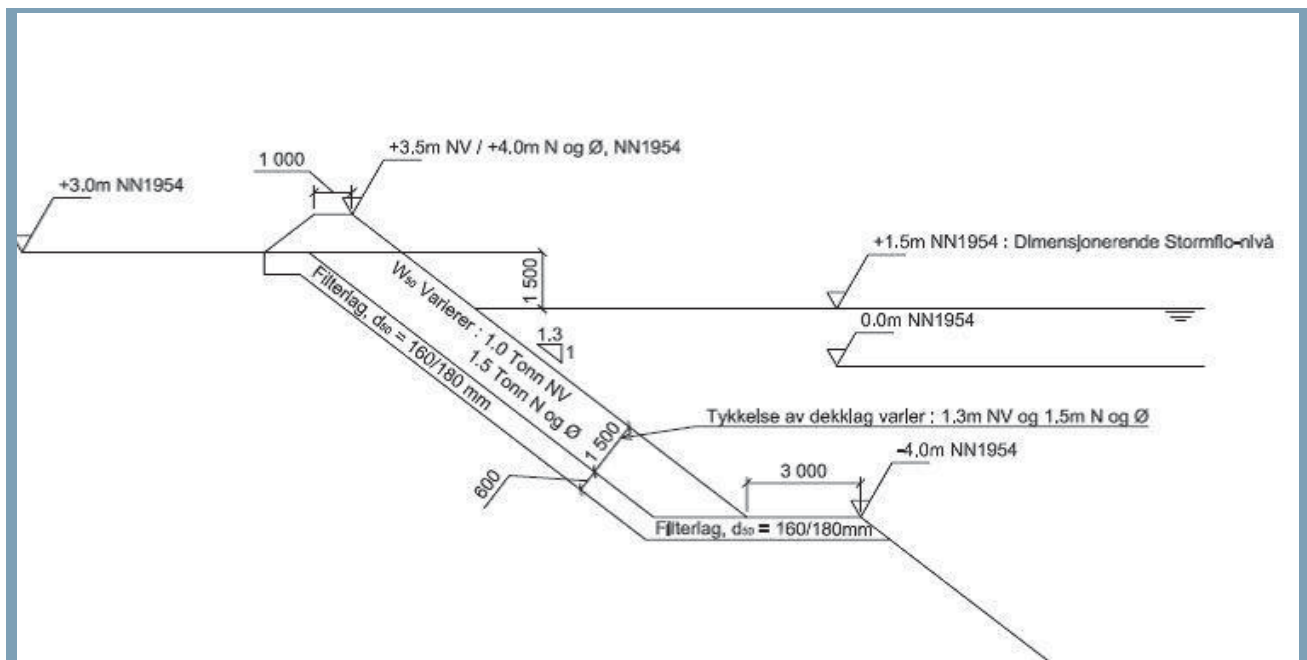 +3.5m NV / +4.0m N og Ø, NN1954
1 000
+3.0m NN1954
+1.5m NN1954 : Dimensjonerende Stormflo-nivå
1 500
0.0m NN1954
W50 Varierer : 1.0 Tonn NV
1.5 Tonn N og Ø
Filterlag, d50 = 160/180 mm
1.3
1
Tykkelse av dekklag varier : 1.3m NV og 1.5m N og Ø
1 500
-4.0m NN1954
3 000
600
Filterlag, d50 = 160/180mm